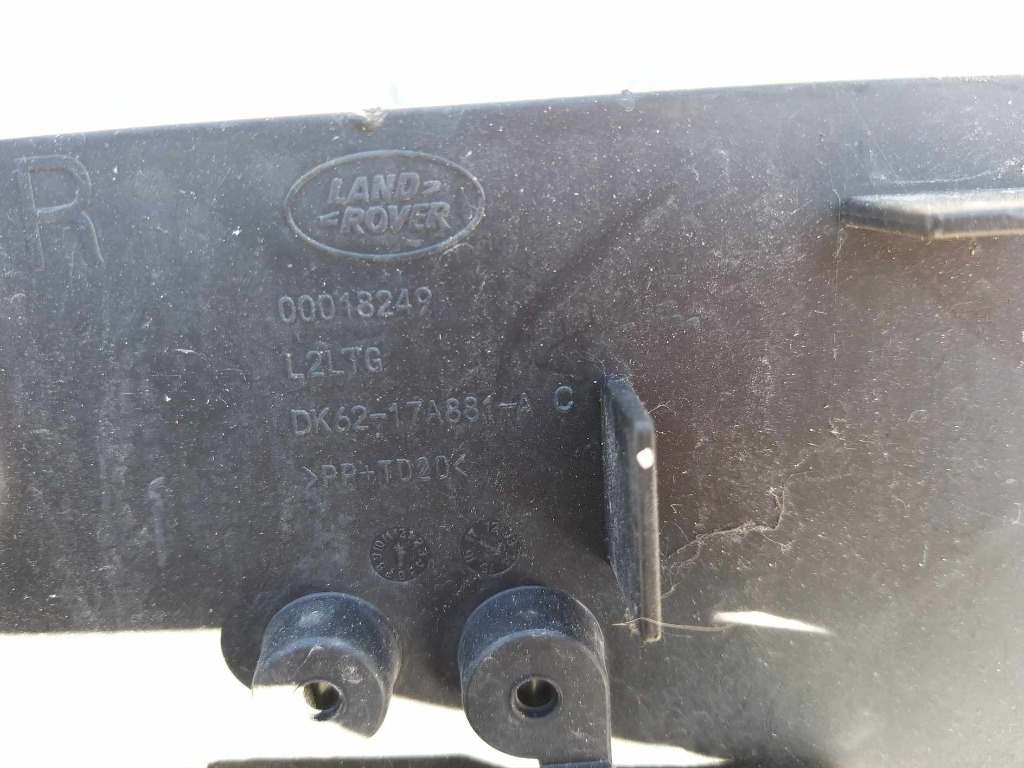 R
LAND
ROVER
00018249
L2LTG
DK62-17A881-A C
>PP+TD20<